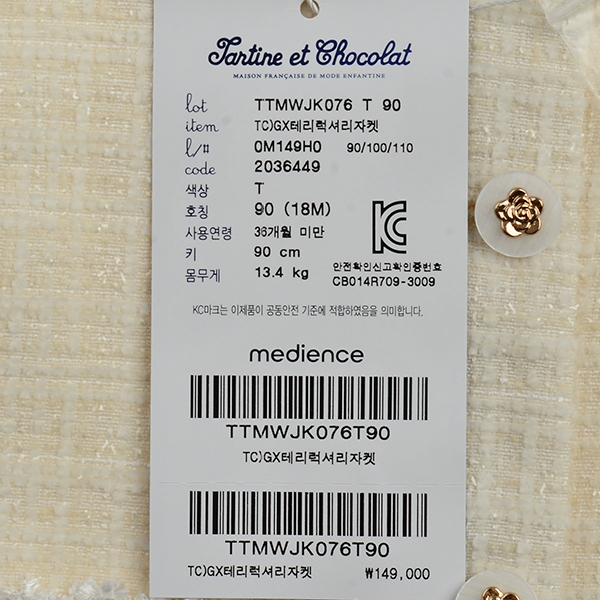 Tartine et Chocolat
MAISON FRANÇAISE DE MODE ENFANTINE
lot TTMWJK076 T 90
item TC)GX테리럭셔리자켓
l/# 0M149H0 90/100/110
code 2036449
색상 T
호칭 90 (18M)
사용연령 36개월 미만
키 90 cm
몸무게 13.4 kg
안전확인신고확인증번호
CB014R709-3009
KC마크는 이제품이 공동안전 기준에 적합하였음을 의미합니다.
medience
TTMWJK076T90
TC)GX테리럭셔리자켓
TTMWJK076T90
TC)GX테리럭셔리자켓 ₩149,000